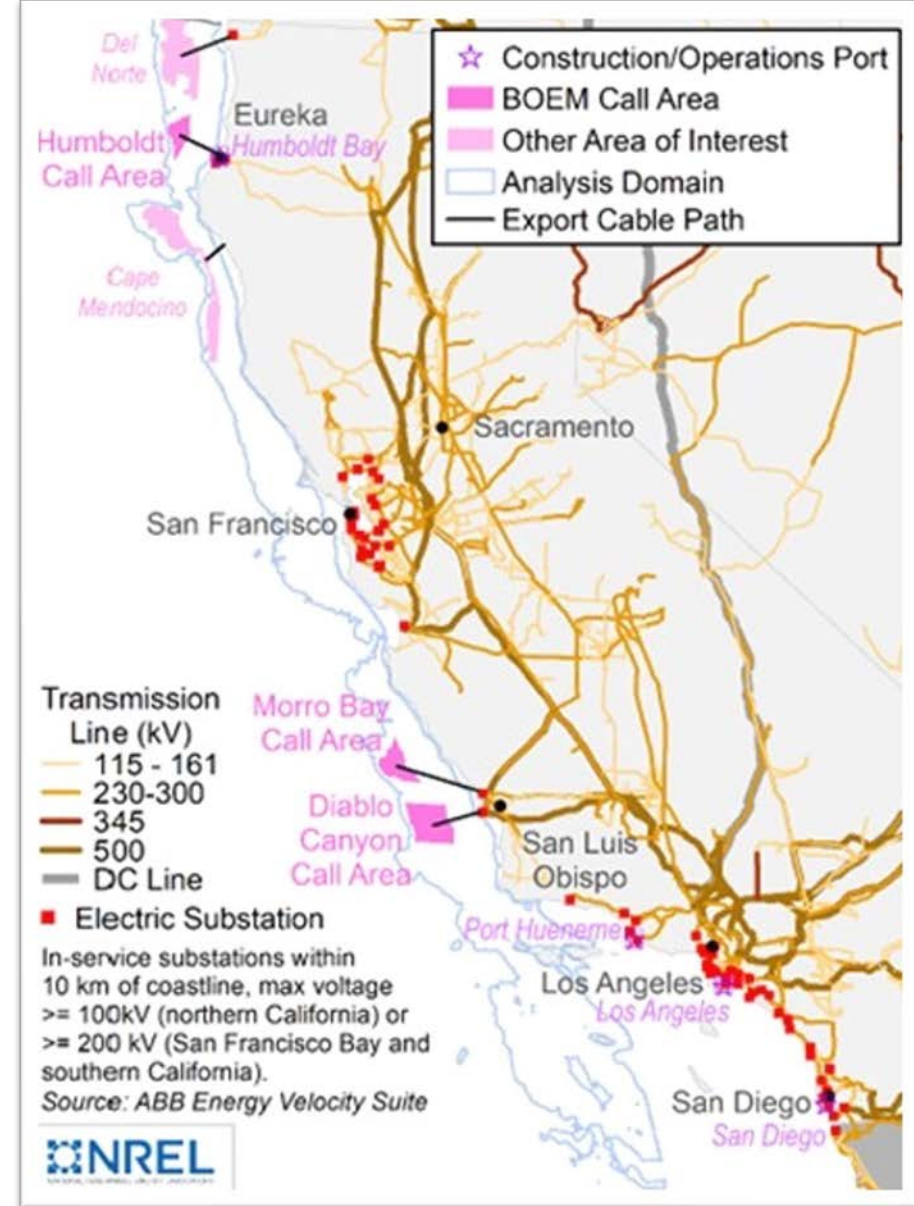 Del
Norte
Eureka
Humboldt Bay
Humboldt
Call Area
Cape
Mendocino
Construction/Operations Port
BOEM Call Area
Other Area of Interest
Analysis Domain
Export Cable Path
Sacramento
San Francisco
Morro Bay
Call Area
Diablo
Canyon
Call Area
San Luis
Obispo
Port Hueneme
Los Angeles
Los Angeles
San Diego
San Diego
Transmission
Line (kV)
115 - 161
230-300
345
500
DC Line
Electric Substation
In-service substations within
10 km of coastline, max voltage
>= 100kV (northern California) or
>= 200 kV (San Francisco Bay and
southern California).
Source: ABB Energy Velocity Suite
NREL